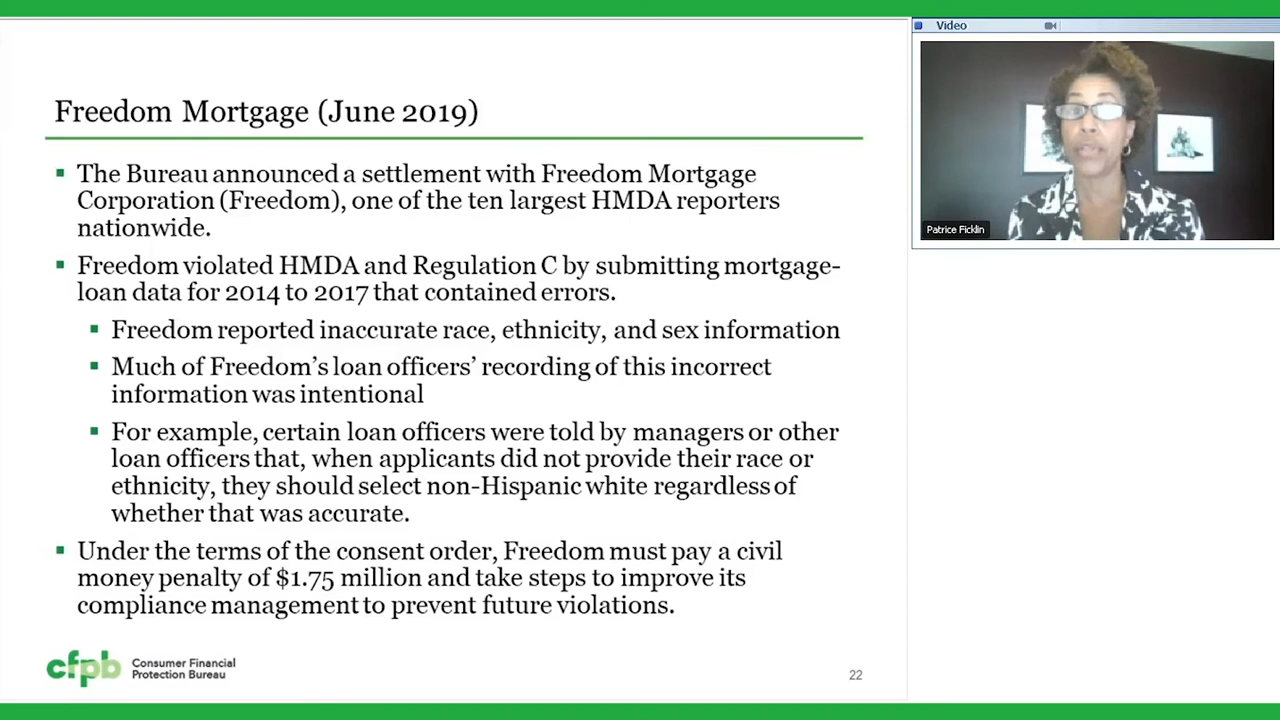 Video
Patrice Ficklin
Freedom Mortgage (June 2019)
▪ The Bureau announced a settlement with Freedom Mortgage
Corporation (Freedom), one of the ten largest HMDA reporters
nationwide.
▪ Freedom violated HMDA and Regulation C by submitting mortgage-
loan data for 2014 to 2017 that contained errors.
▪ Freedom reported inaccurate race, ethnicity, and sex information
▪ Much of Freedom’s loan officers’ recording of this incorrect
information was intentional
▪ For example, certain loan officers were told by managers or other
loan officers that, when applicants did not provide their race or
ethnicity, they should select non-Hispanic white regardless of
whether that was accurate.
▪ Under the terms of the consent order, Freedom must pay a civil
money penalty of $1.75 million and take steps to improve its
compliance management to prevent future violations.
cfpb
Consumer Financial
Protection Bureau
22